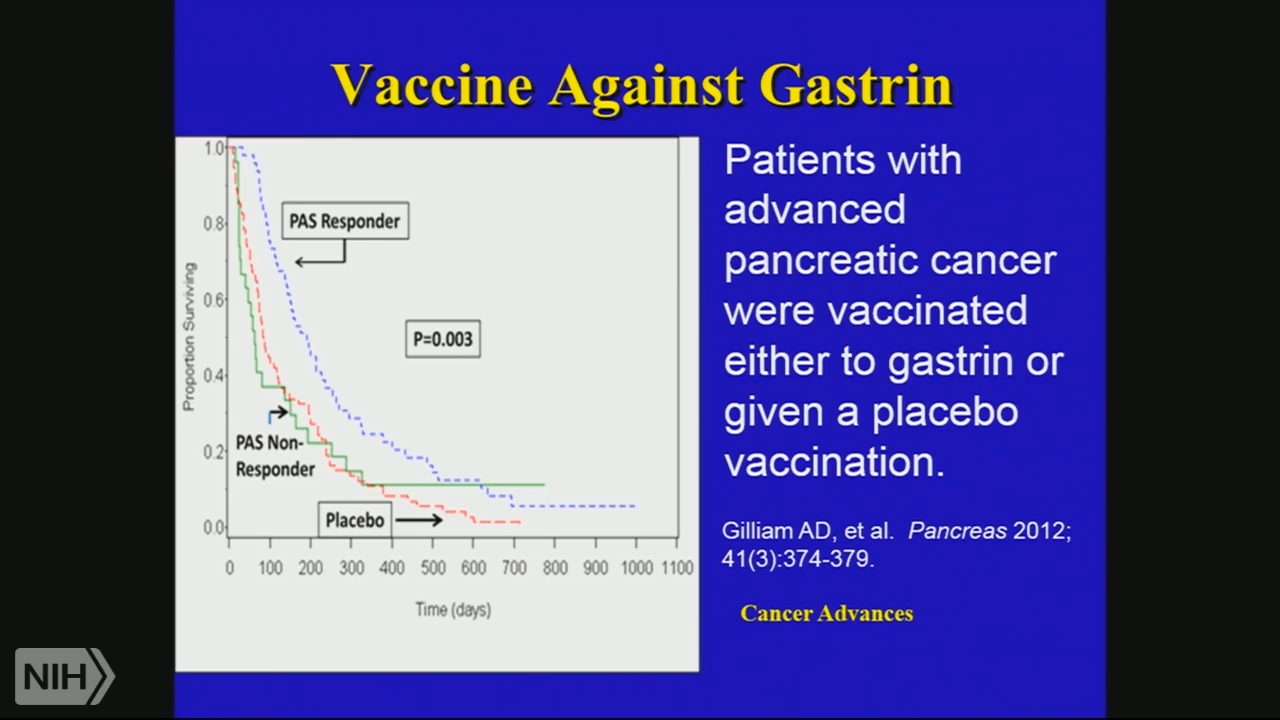 Vaccine Against Gastrin
1.0
0.8
0.6
0.4
0.2
0.0
Proportion Surviving
PAS Responder
P=0.003
PAS Non-
Responder
Placebo
0 100 200 300 400 500 600 700 800 900 1000 1100
Time (days)
Patients with
advanced
pancreatic cancer
were vaccinated
either to gastrin or
given a placebo
vaccination.
Gilliam AD, et al. Pancreas 2012;
41(3):374-379.
Cancer Advances
NIH